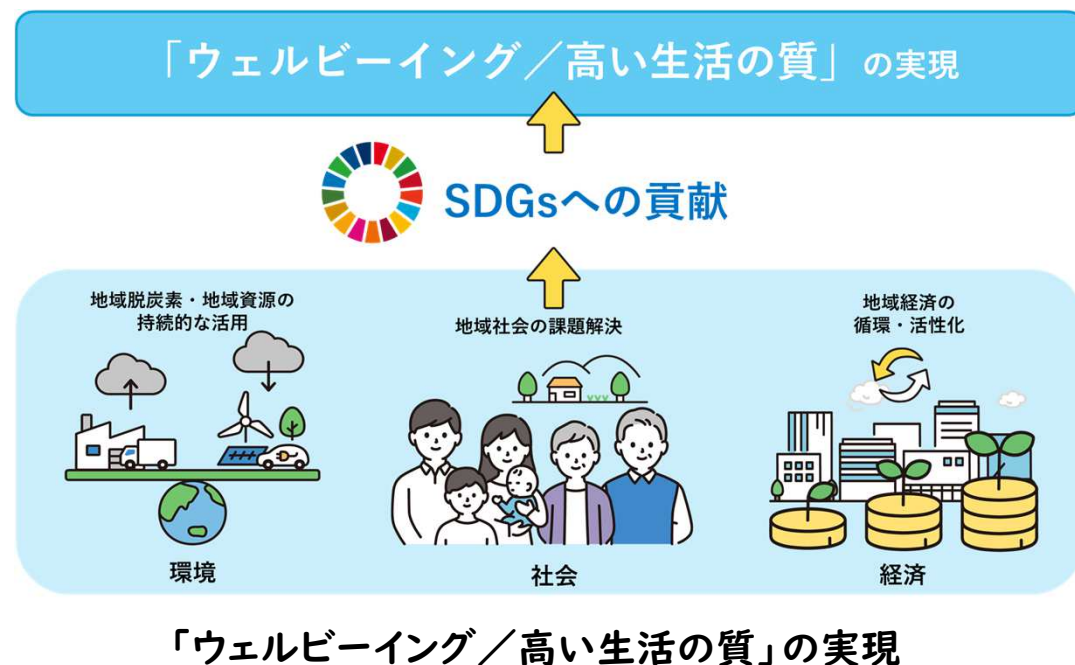 「ウェルビーイング／高い生活の質」の実現
SDGsへの貢献
地域脱炭素・地域資源の
持続的な活用
環境
地域社会の課題解決
社会
地域経済の
循環・活性化
経済
「ウェルビーイング／高い生活の質」の実現